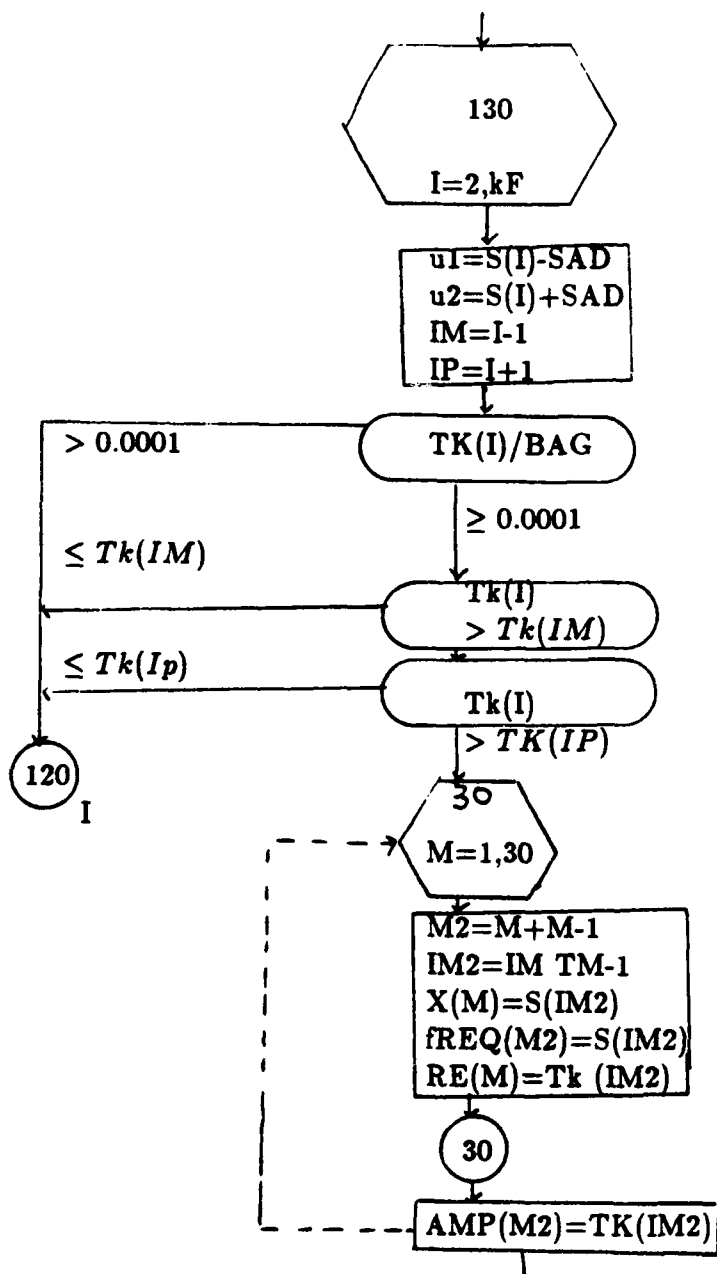 130
I=2,kF
u1=S(I)-SAD
u2=S(I)+SAD
IM=I-1
IP=I+1
> 0.0001
TK(I)/BAG
≥ 0.0001
≤ Tk(IM)
Tk(I)
> Tk(IM)
≤ Tk(Ip)
Tk(I)
> TK(IP)
120
I
30
M=1,30
M2=M+M-1
IM2=IM TM-1
X(M)=S(IM2)
fREQ(M2)=S(IM2)
RE(M)=Tk (IM2)
30
AMP(M2)=TK(IM2)